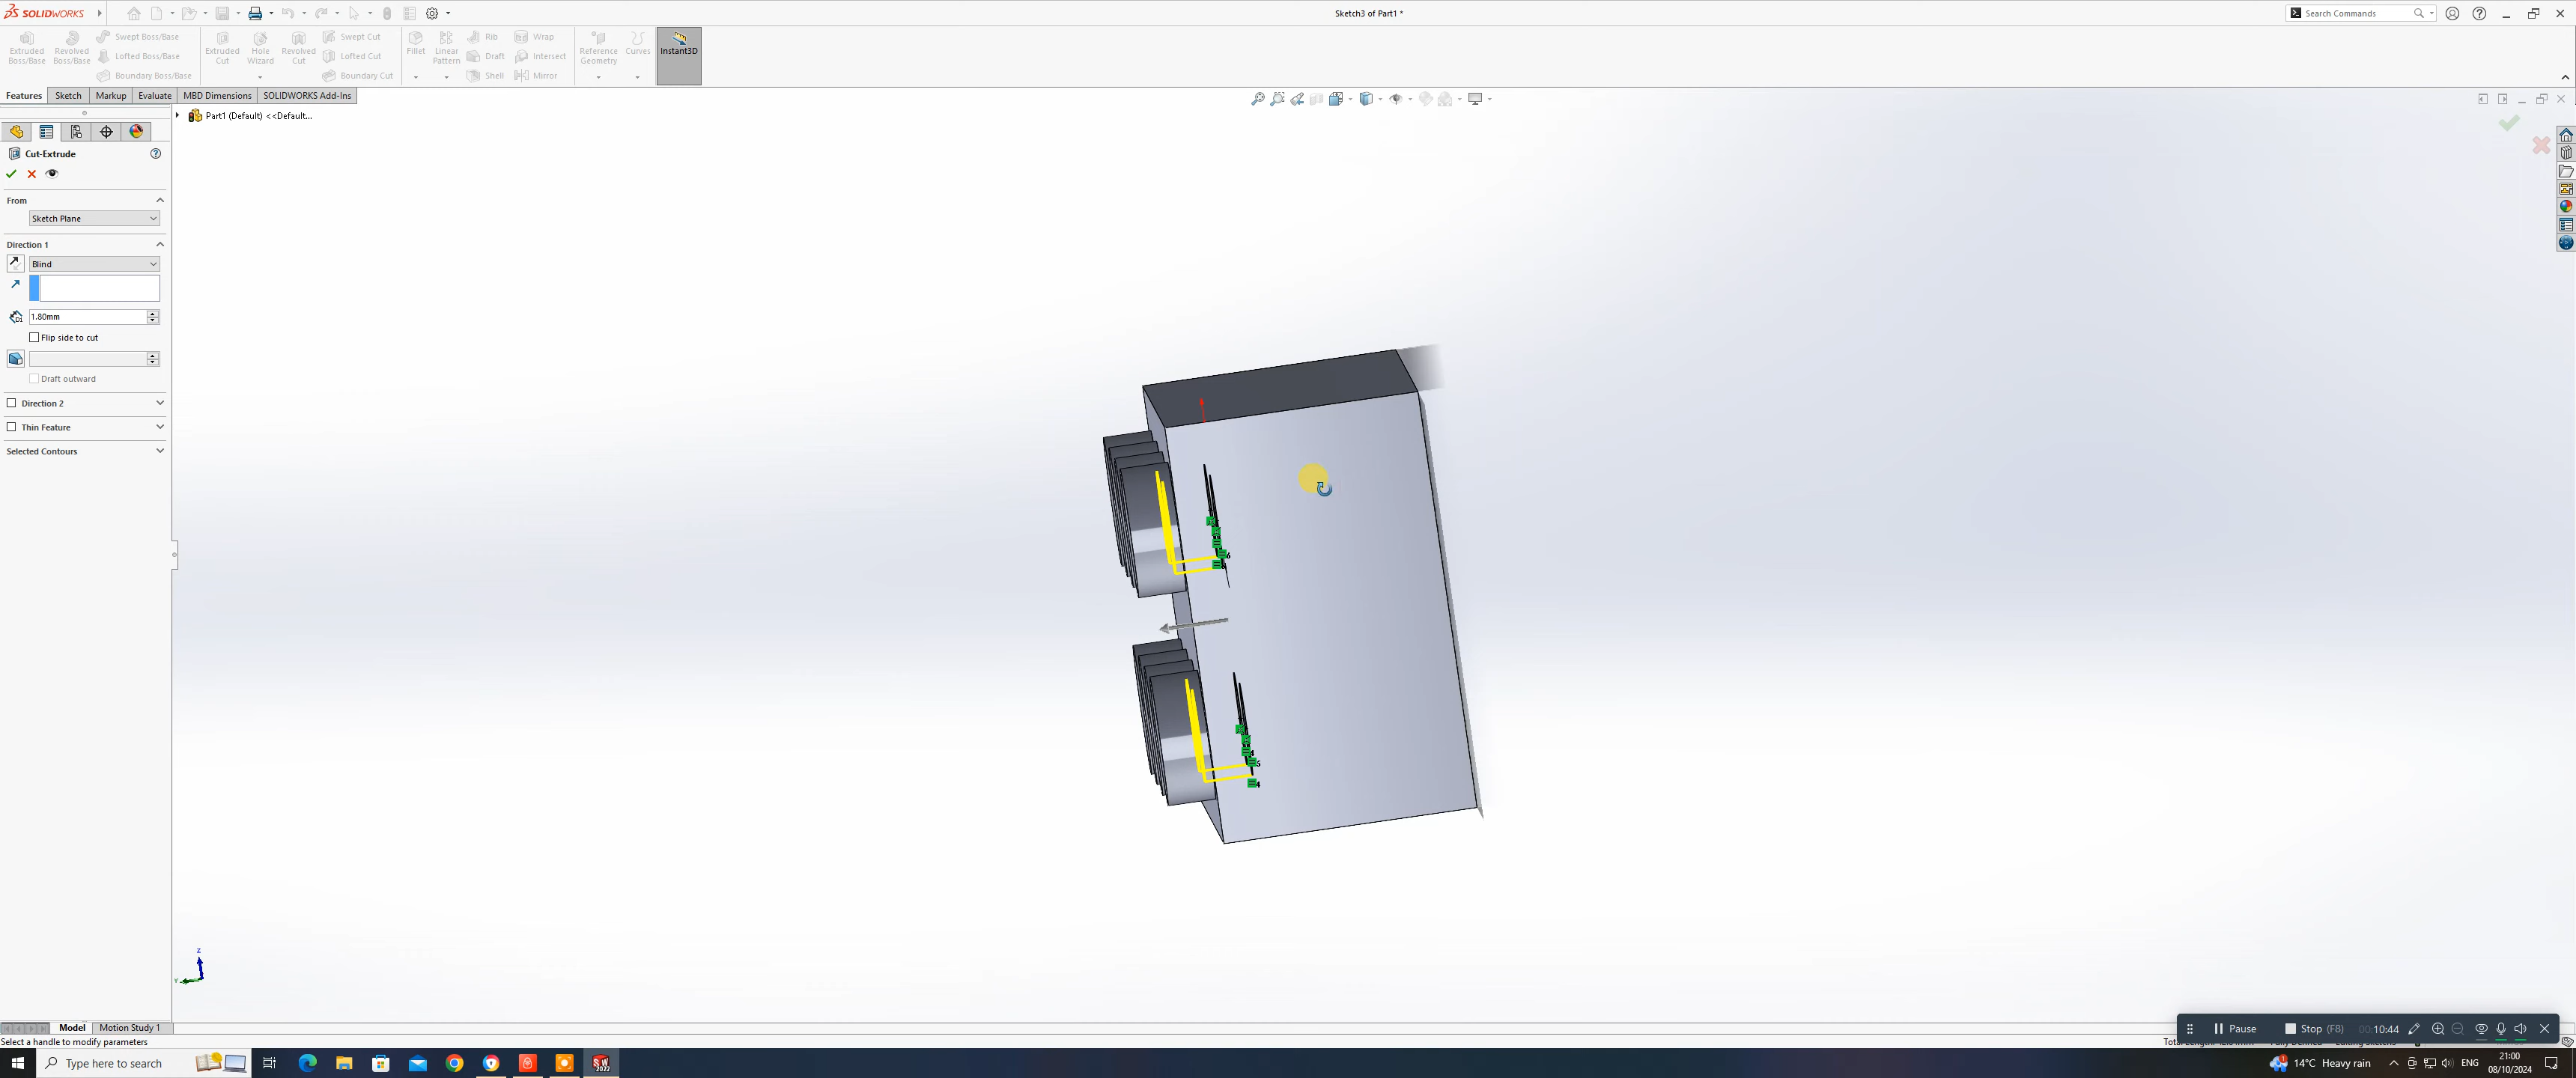 SOLIDWORKS
Sketch3 of Part1 *
Search Commands
Extruded Boss/Base
Revolved Boss/Base
Swept Boss/Base
Lofted Boss/Base
Boundary Boss/Base
Extruded Cut
Hole Wizard
Revolved Cut
Swept Cut
Lofted Cut
Boundary Cut
Fillet
Linear Pattern
Rib
Draft
Shell
Wrap
Intersect
Mirror
Reference Geometry
Curves
Instant3D
Features
Sketch
Markup
Evaluate
MBD Dimensions
SOLIDWORKS Add-Ins
Part1 (Default) <<Default...
Cut-Extrude
From
Sketch Plane
Direction 1
Blind
1.80mm
Flip side to cut
Draft outward
Direction 2
Thin Feature
Selected Contours
Z
Y
Model
Motion Study 1
Select a handle to modify parameters
Pause
Stop (F8)
00:10:44
Type here to search
14°C Heavy rain
ENG
21:00
08/10/2024